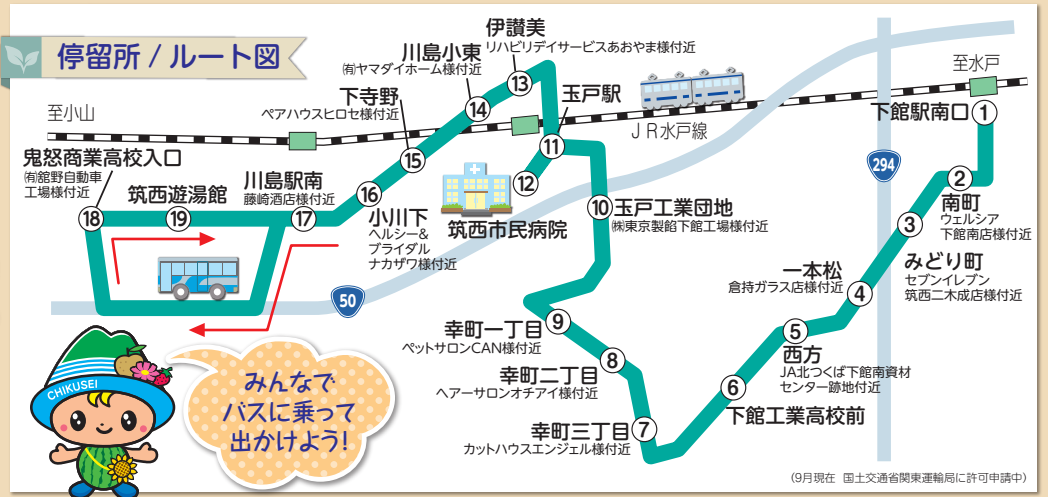 停留所 / ルート図
至小山
至水戸
JR水戸線
294
50
①
下館駅南口
②
南町
ウェルシア
下館南店様付近
③
みどり町
セブンイレブン
筑西二木成店様付近
④
一本松
倉持ガラス店様付近
⑤
西方
JA北つくば下館南資材
センター跡地付近
⑥
下館工業高校前
⑦
幸町三丁目
カットハウスエンジェル様付近
⑧
幸町二丁目
ヘアーサロンオチアイ様付近
⑨
幸町一丁目
ペットサロンCAN様付近
⑩
玉戸工業団地
㈱東京製餡下館工場様付近
⑪
玉戸駅
⑫
筑西市民病院
⑬
伊讃美
リハビリデイサービスあおやま様付近
⑭
川島小東
㈲ヤマダイホーム様付近
⑮
下寺野
ペアハウスヒロセ様付近
⑯
小川下
ヘルシー&
ブライダル
ナカザワ様付近
⑰
川島駅南
藤崎酒店様付近
⑱
鬼怒商業高校入口
㈲舘野自動車
工場様付近
⑲
筑西遊湯館
CHIKUSEI
みんなで
バスに乗って
出かけよう!
(9月現在 国土交通省関東運輸局に許可申請中)